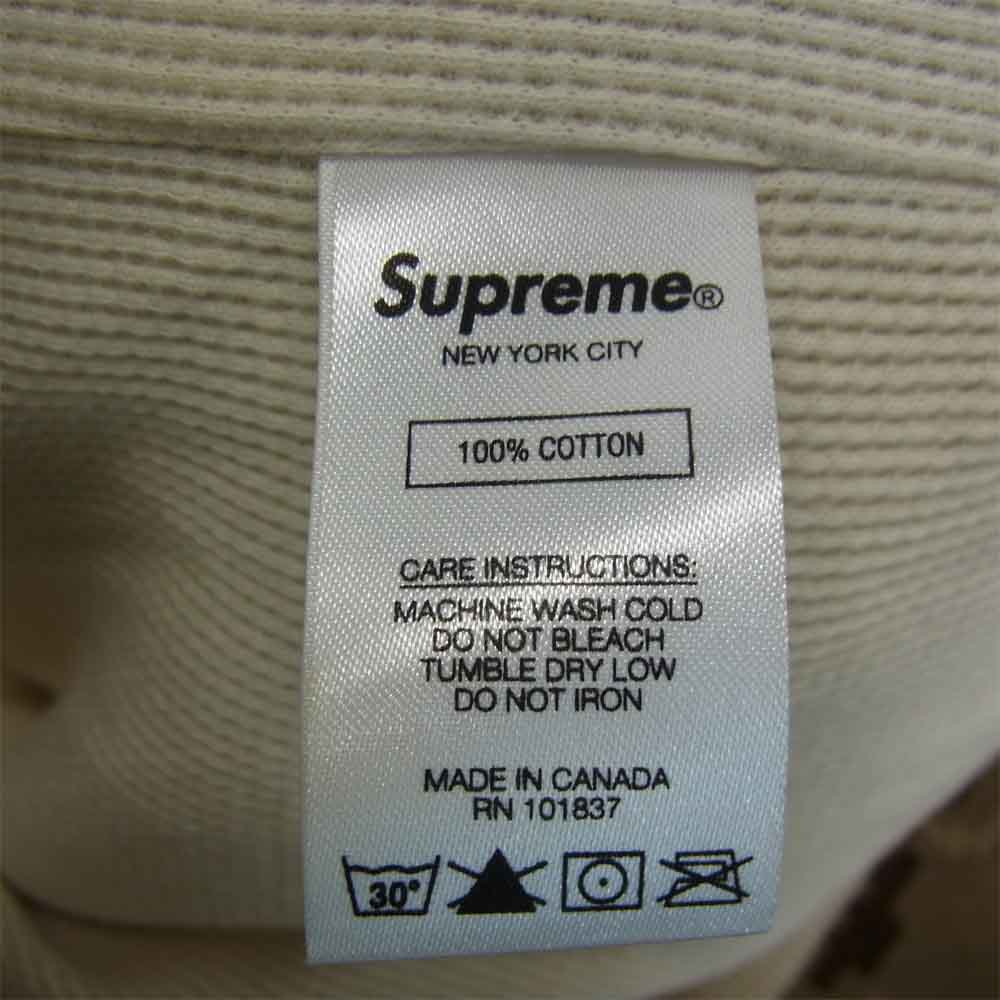 Supreme®
NEW YORK CITY
100% COTTON
CARE INSTRUCTIONS:
MACHINE WASH COLD
DO NOT BLEACH
TUMBLE DRY LOW
DO NOT IRON
MADE IN CANADA
RN 101837
30°